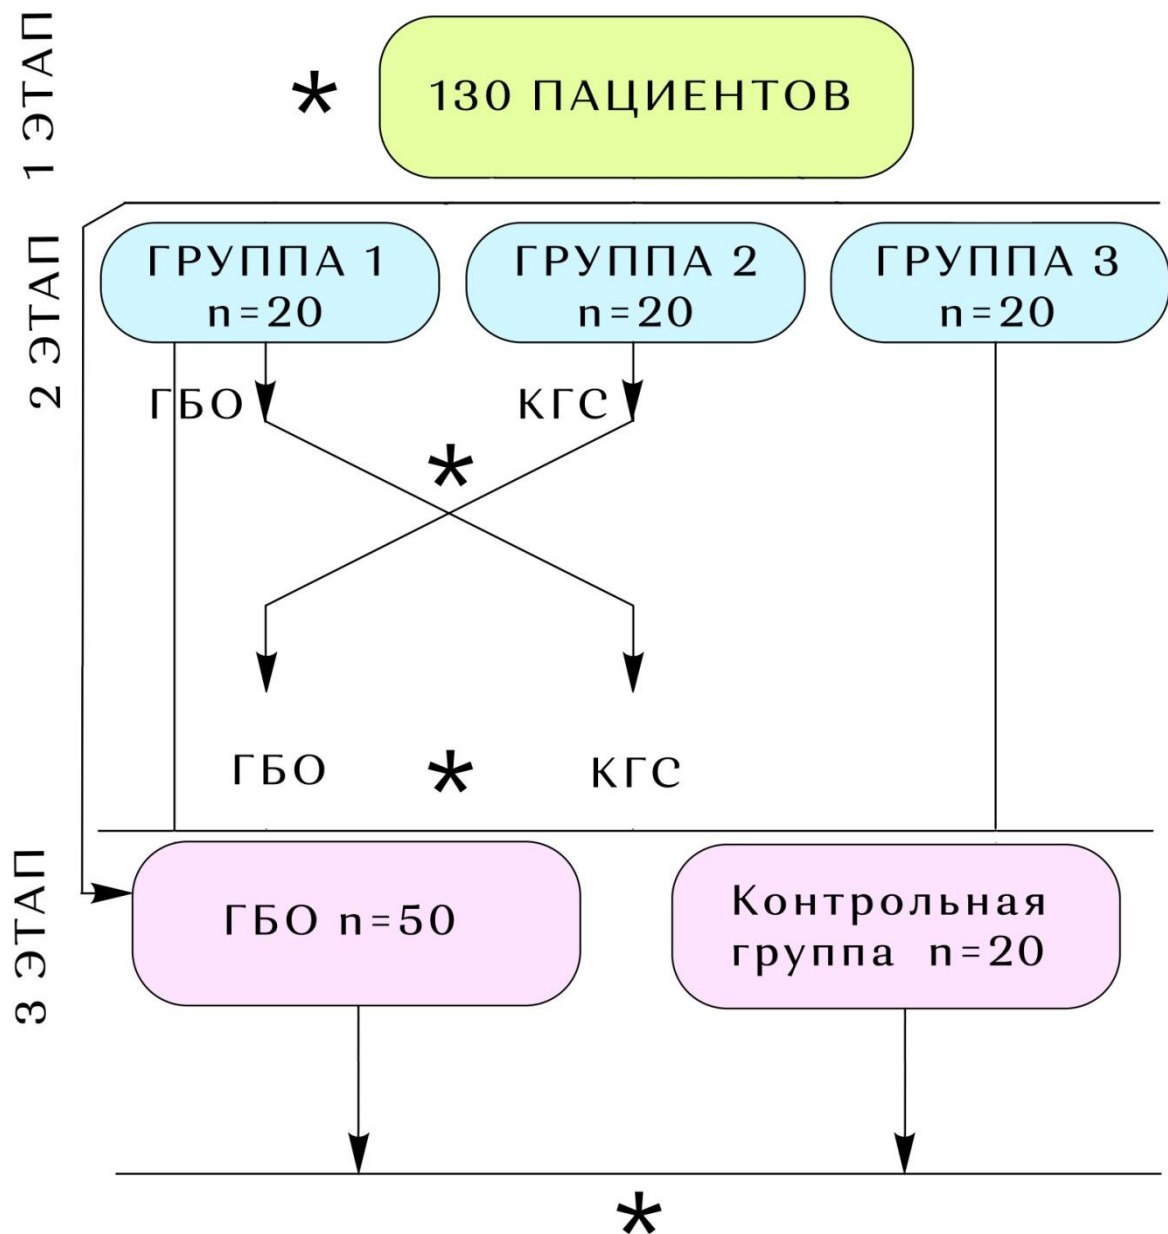 1 ЭТАП
* 130 ПАЦИЕНТОВ
2 ЭТАП
ГРУППА 1
n=20
ГРУППА 2
n=20
ГРУППА 3
n=20
ГБО
КГС
*
ГБО
*
КГС
3 ЭТАП
ГБО n=50
Контрольная
группа n=20
*